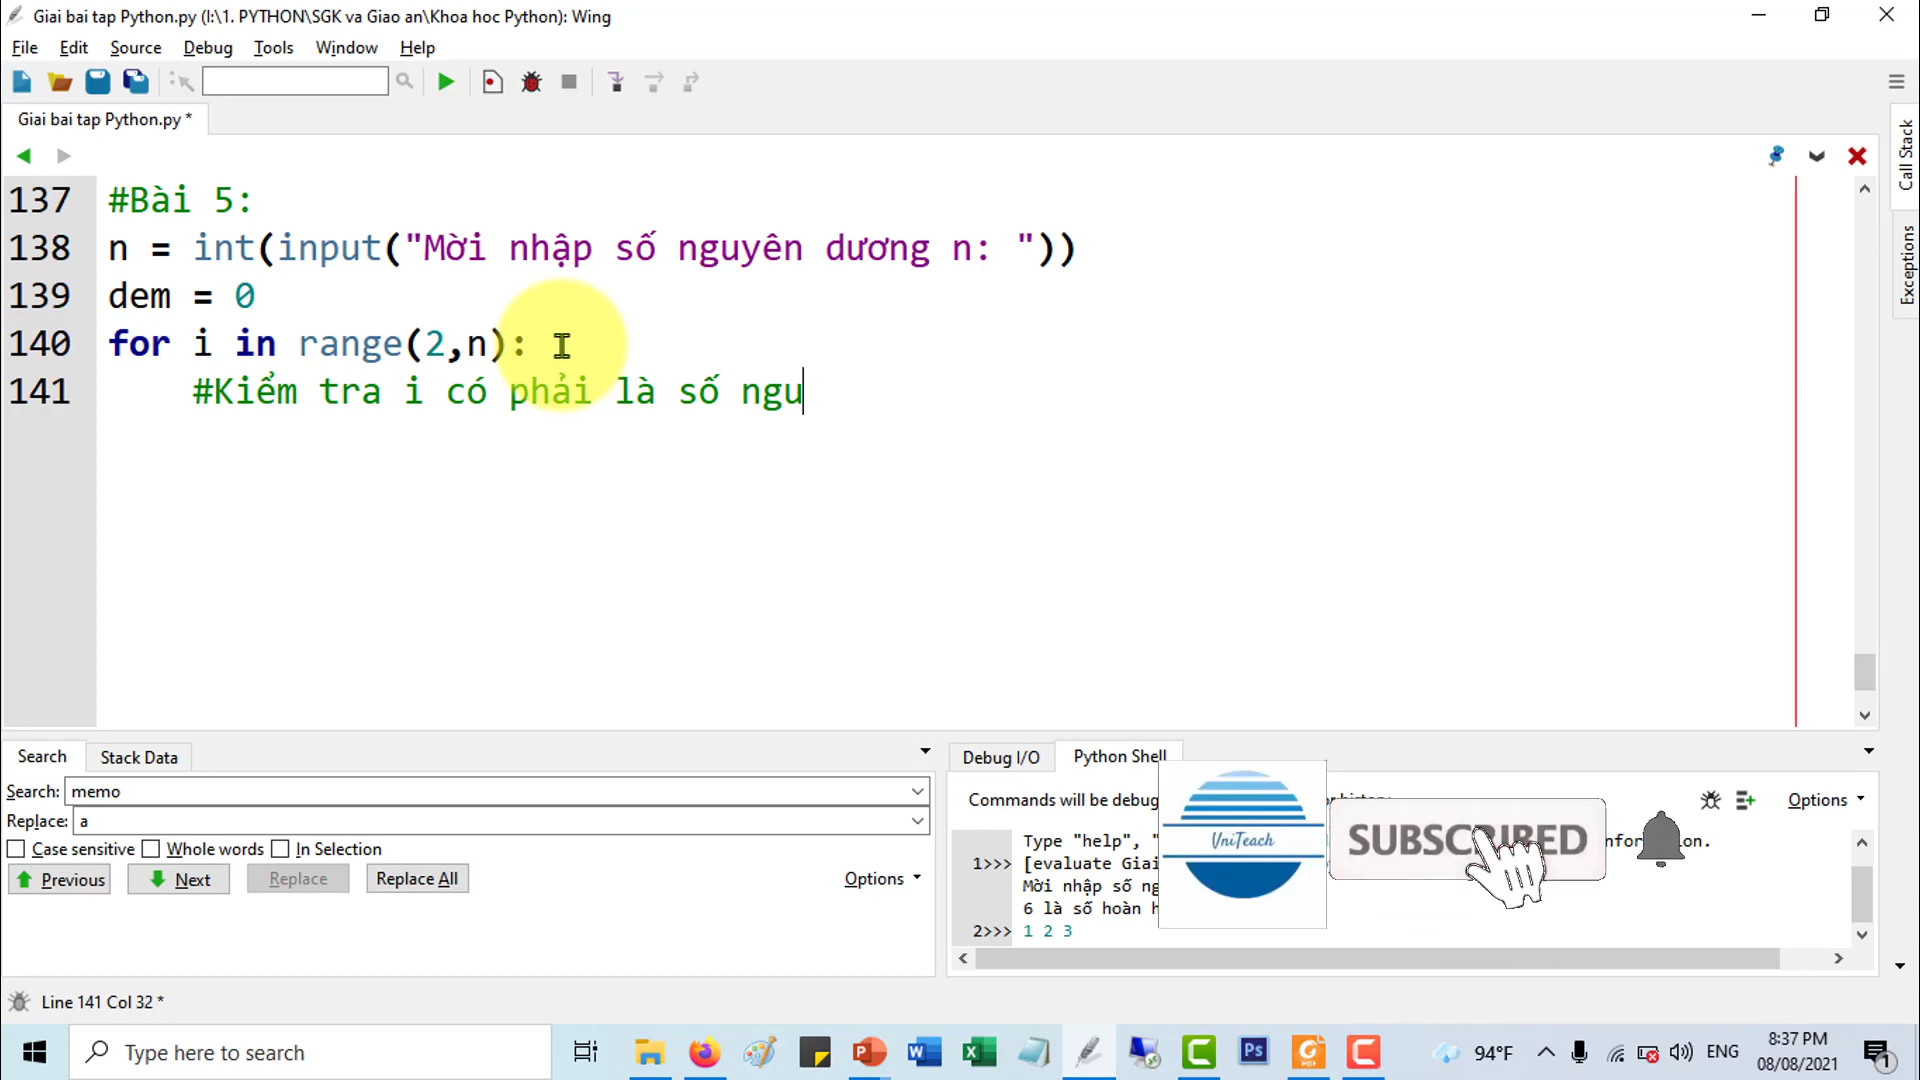 Giai bai tap Python.py (I:\1. PYTHON\SGK va Giao an\Khoa hoc Python): Wing
File Edit Source Debug Tools Window Help
Giai bai tap Python.py *
137 #Bài 5:
138 n = int(input("Mời nhập số nguyên dương n: "))
139 dem = 0
140 for i in range(2,n):
141 #Kiểm tra i có phải là số ngu
Call Stack
Exceptions
Search Stack Data
Search: memo
Replace: a
Case sensitive Whole words In Selection
Previous Next Replace Replace All Options
Debug I/O Python Shell
Commands will be debug
Options
Type "help", "
1>>> [evaluate Giai
Mời nhập số ng
6 là số hoàn h
2>>> 1 2 3
UniTeach
SUBSCRIBED
Line 141 Col 32 *
Type here to search
94°F
ENG
8:37 PM
08/08/2021
1